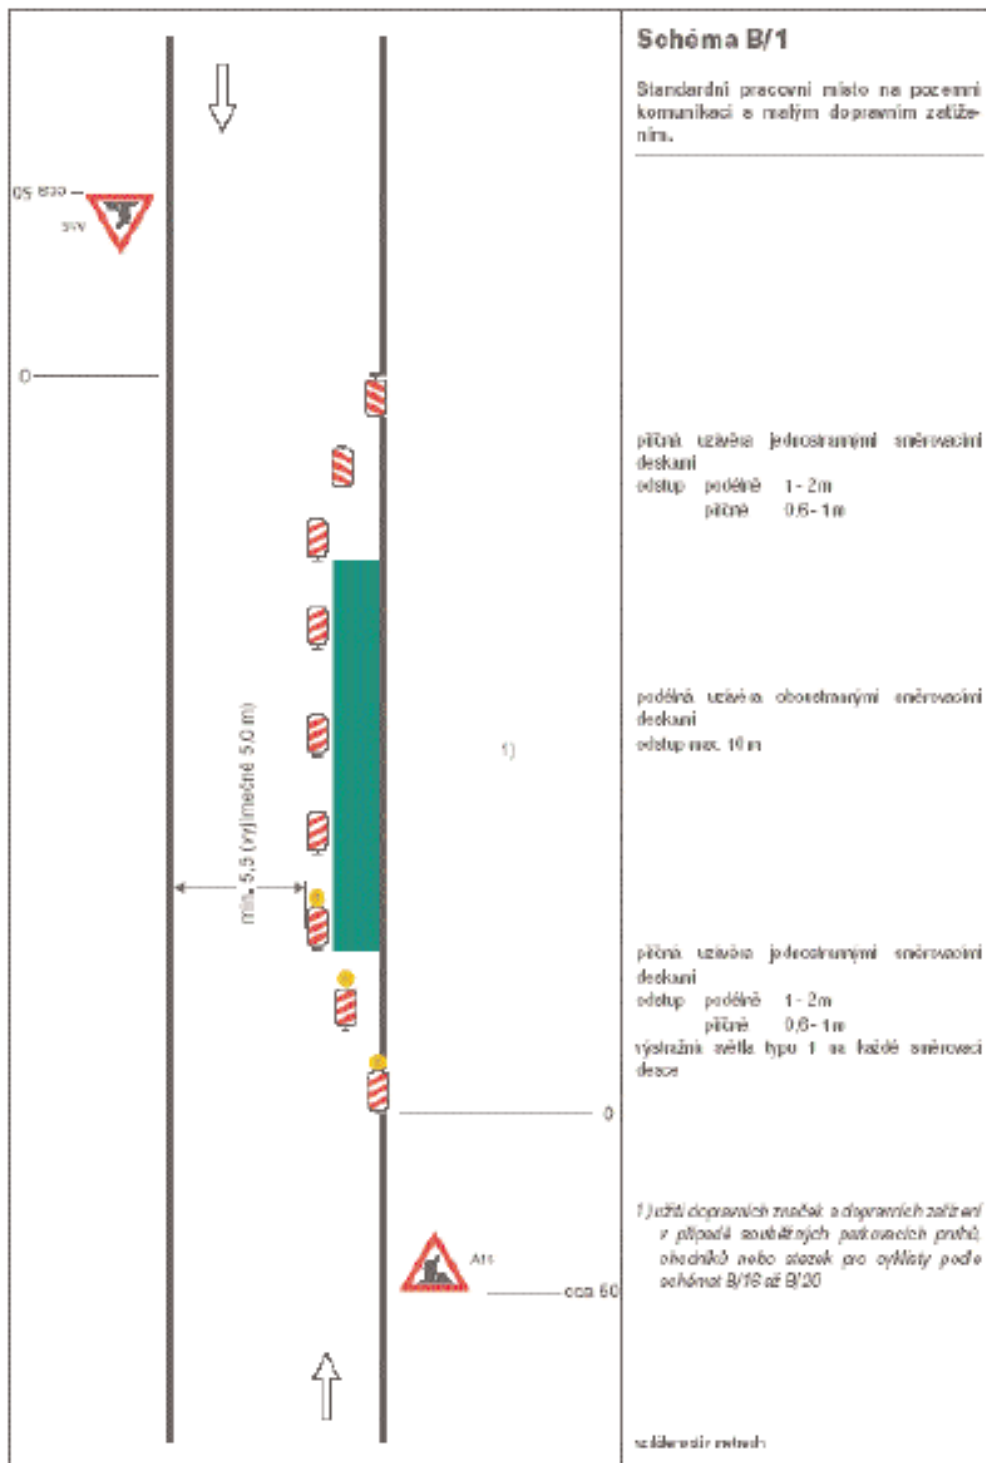 Schéma B/1
Standardní pracovní místo na pozemní
komunikaci s malým dopravním zatíže-
ním.
cca 50
0
příčná uzávěra jednostrannými směrovacími
deskami
odstup podélně 1 - 2 m
příčně 0,6 - 1 m
podélná uzávěra oboustrannými směrovacími
deskami
odstup max. 10 m
min. 5,5 (výjimečně 5,0 m)
1)
příčná uzávěra jednostrannými směrovacími
deskami
odstup podélně 1 - 2 m
příčně 0,6 - 1 m
výstražná světla typu 1 na každé směrovací
desce
0
A15
cca 50
1) užití dopravních značek a dopravních zařízení
v případě souběžných parkovacích pruhů,
chodníků nebo stezek pro cyklisty podle
schémat B/16 až B/20
vzdálenosti v metrech